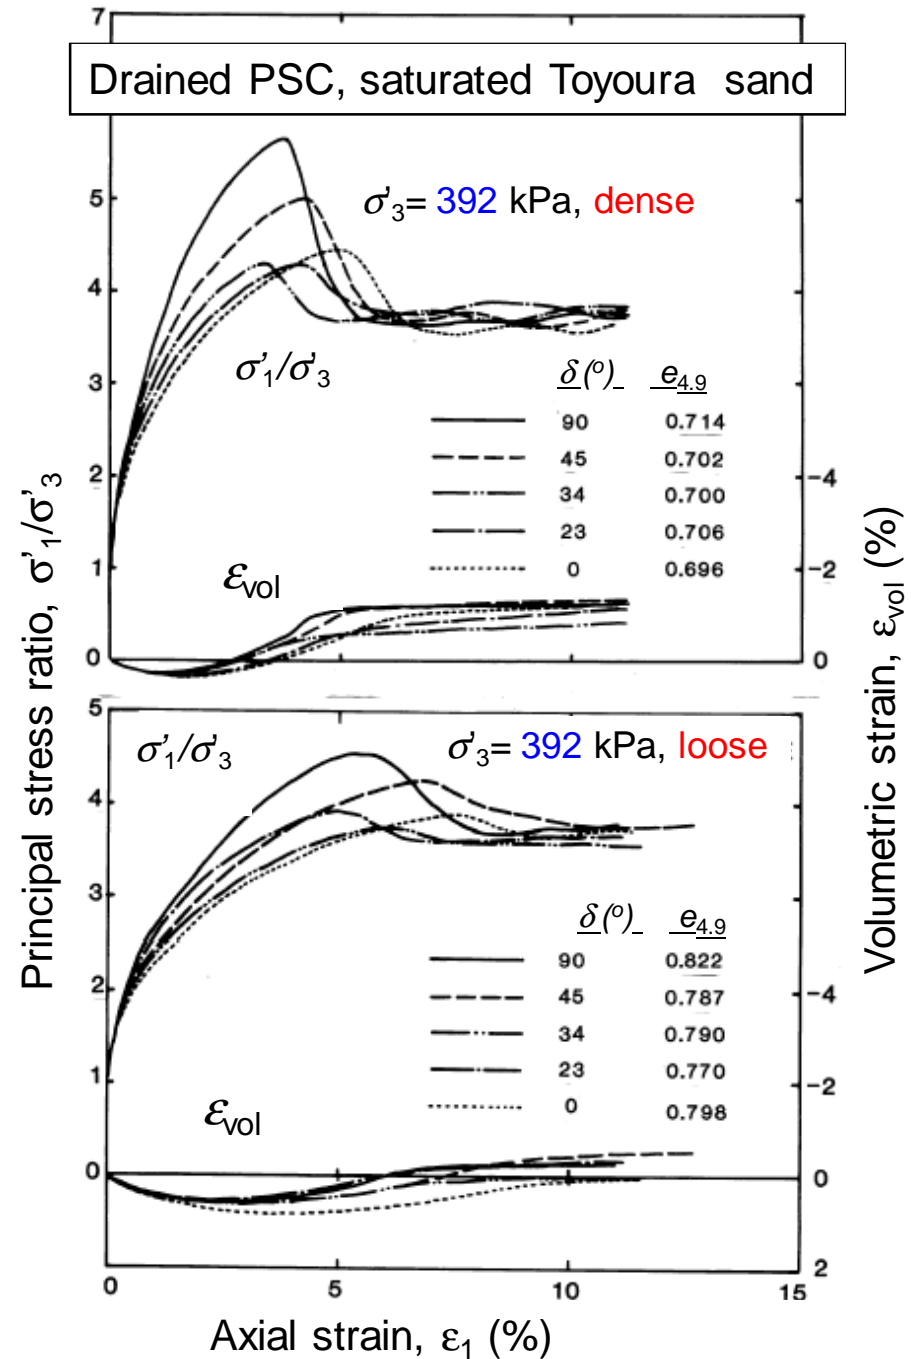 7
Drained PSC, saturated Toyoura sand
5
σ'3= 392 kPa, dense
4
σ'1/σ'3
3
δ(o) e4.9
90 0.714
45 0.702
34 0.700
23 0.706
0 0.696
2
-4
1
-2
εvol
0
0
Principal stress ratio, σ'1/σ'3
Volumetric strain, εvol (%)
5
σ'1/σ'3
σ'3= 392 kPa, loose
4
3
δ(o) e4.9
90 0.822
45 0.787
34 0.790
23 0.770
0 0.798
2
-4
1
-2
εvol
0
0
2
0 5 10 15
Axial strain, ε1 (%)